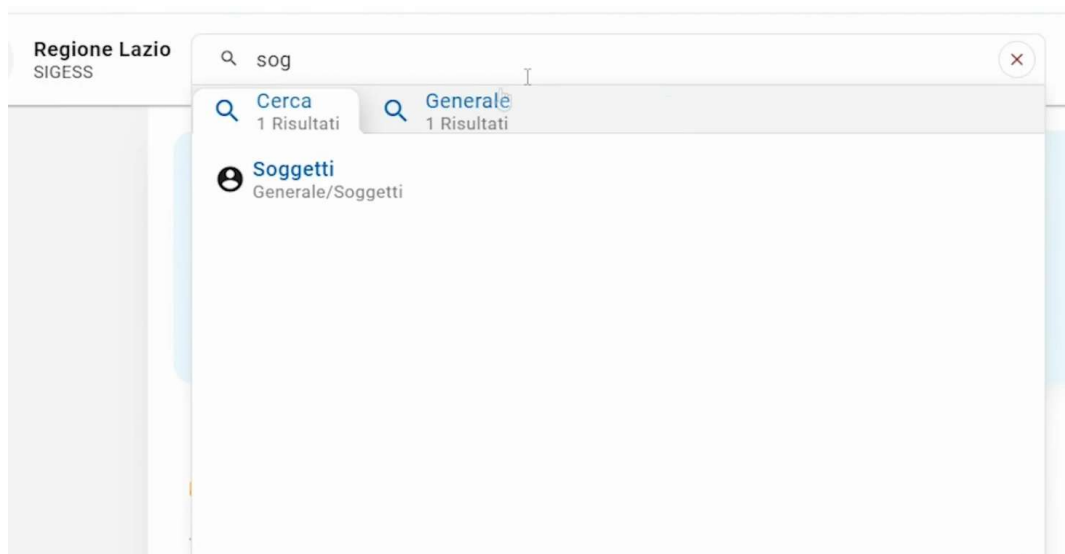 Regione Lazio
SIGESS
sog
Cerca
1 Risultati
Generale
1 Risultati
Soggetti
Generale/Soggetti